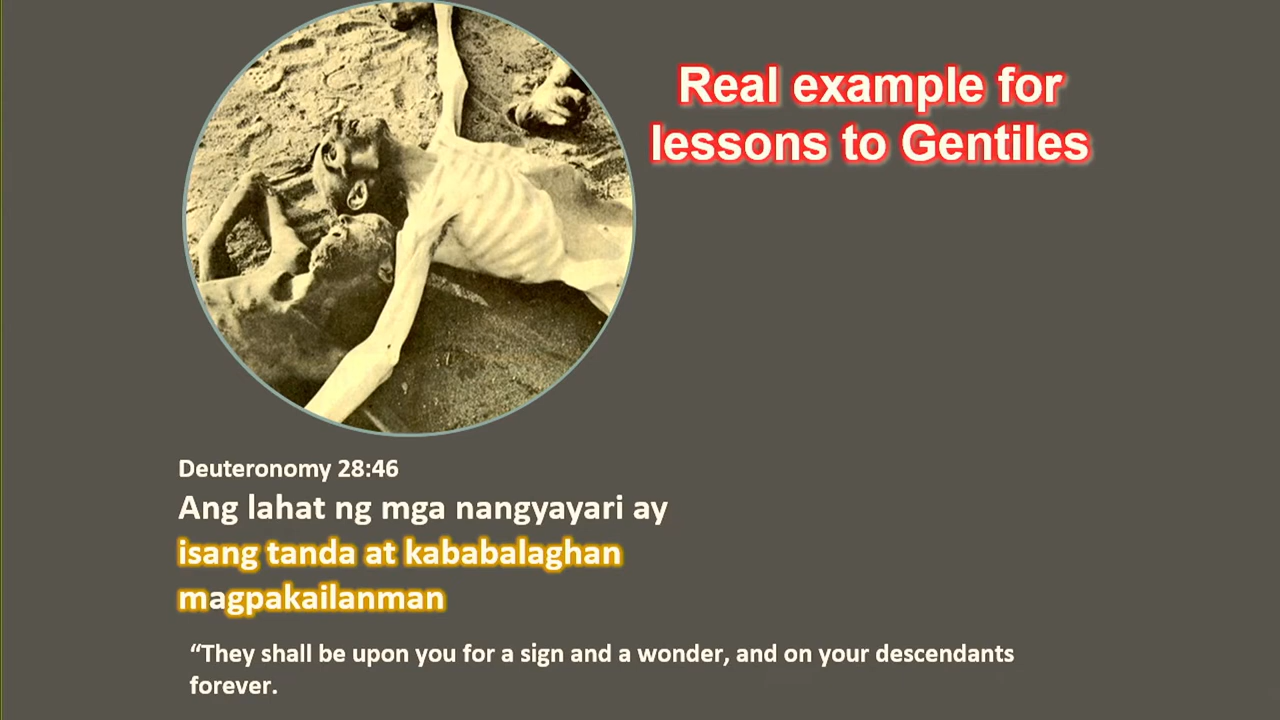 Real example for
lessons to Gentiles
Deuteronomy 28:46
Ang lahat ng mga nangyayari ay
isang tanda at kababalaghan
magpakailanman
“They shall be upon you for a sign and a wonder, and on your descendants
forever.